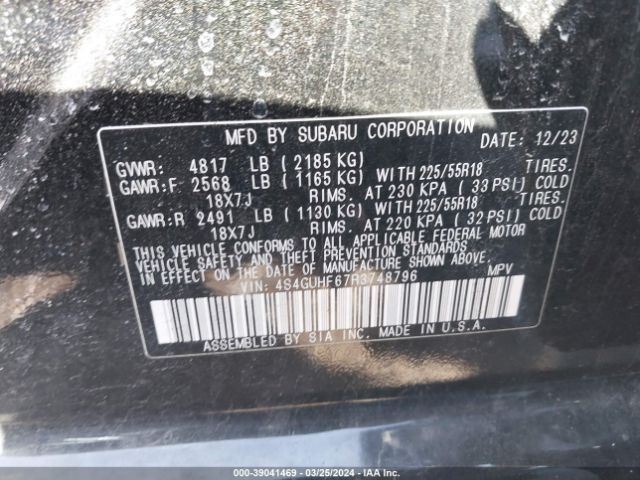 MFD BY SUBARU CORPORATION DATE: 12/23
GVWR: 4817 LB (2185 KG)
GAWR:F 2568 LB (1165 KG) WITH 225/55R18 TIRES.
18X7J RIMS. AT 230 KPA (33 PSI) COLD
GAWR:R 2491 LB (1130 KG) WITH 225/55R18 TIRES.
18X7J RIMS. AT 220 KPA (32 PSI) COLD
THIS VEHICLE CONFORMS TO ALL APPLICABLE FEDERAL MOTOR
VEHICLE SAFETY AND THEFT PREVENTION STANDARDS
IN EFFECT ON THE DATE OF MANUFACTURE SHOWN ABOVE.
VIN: 4S4GUHF67R3748796 MPV
ASSEMBLED BY SIA INC. MADE IN U.S.A.
000-39041469 • 03/25/2024 • IAA Inc.